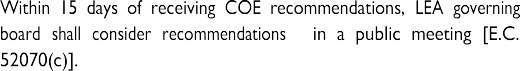 Within 15 days of receiving COE recommendations, LEA governing
board shall consider recommendations in a public meeting [E.C.
52070(c)].